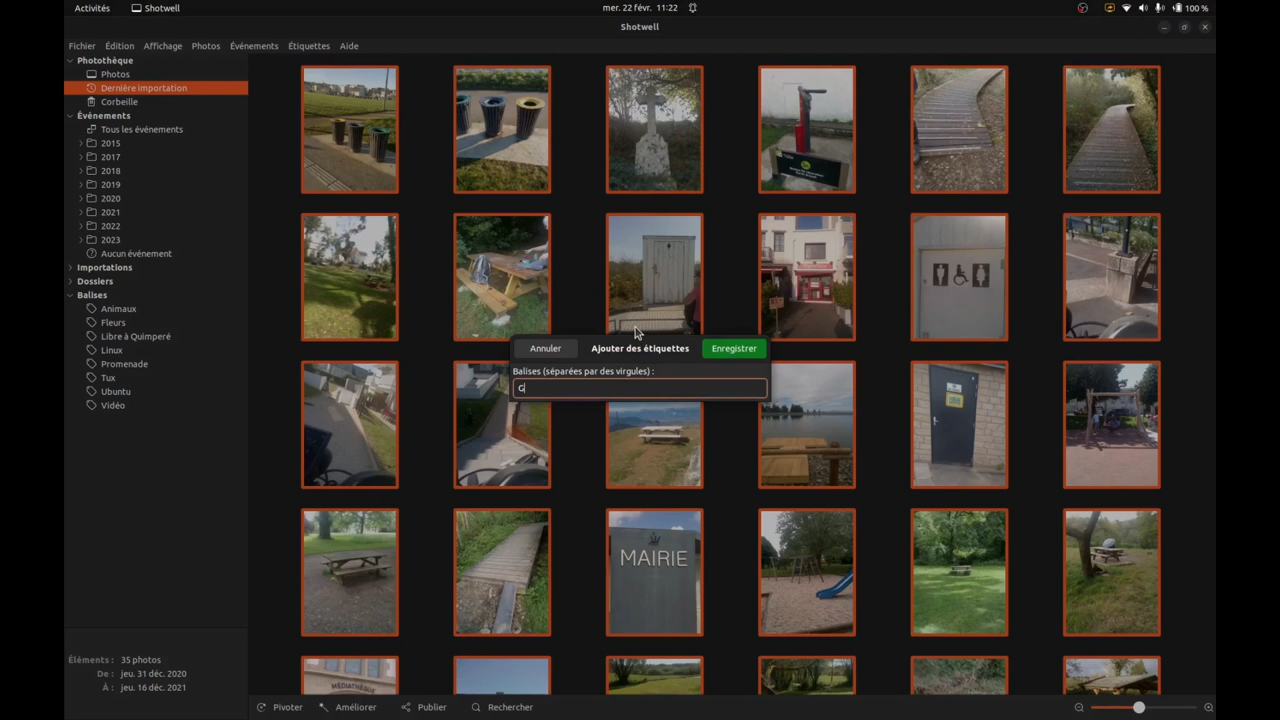 Activités
Shotwell
mer. 22 févr. 11:22
100 %
Shotwell
Fichier
Édition
Affichage
Photos
Événements
Étiquettes
Aide
Photothèque
Photos
Dernière importation
Corbeille
Événements
Tous les événements
2015
2017
2018
2019
2020
2021
2022
2023
Aucun événement
Importations
Dossiers
Balises
Animaux
Fleurs
Libre à Quimperé
Linux
Promenade
Tux
Ubuntu
Vidéo
Annuler
Ajouter des étiquettes
Enregistrer
Balises (séparées par des virgules) :
G
MAIRIE
MÉDIATHÈQUE
Éléments : 35 photos
De : jeu. 31 déc. 2020
À : jeu. 16 déc. 2021
Pivoter
Améliorer
Publier
Rechercher